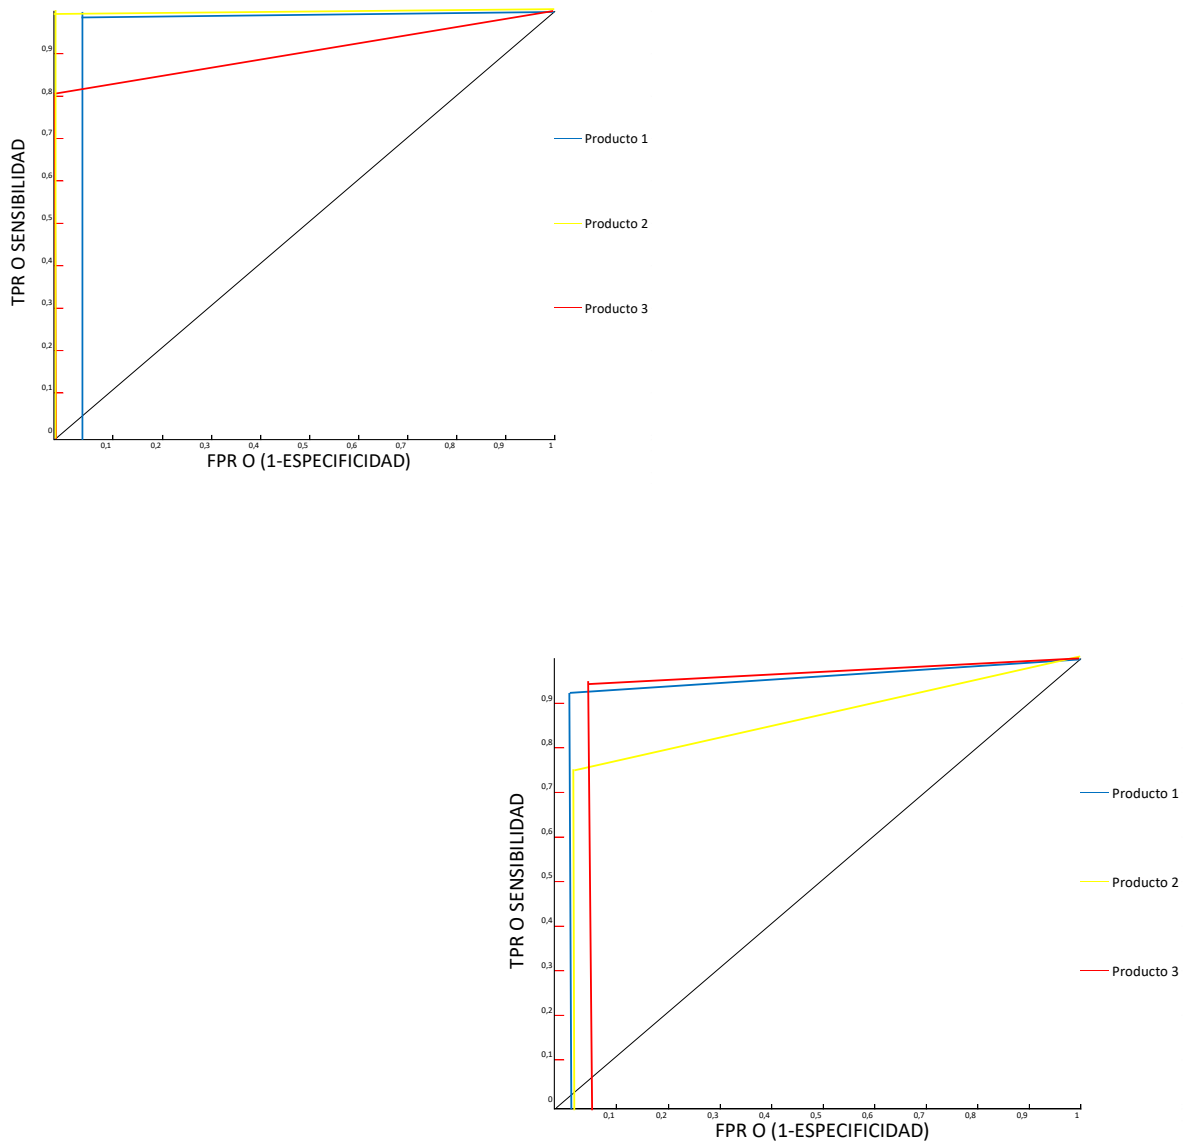 0,9
0,8
0,7
Producto 1
0,6
0,5
Producto 2
0,4
0,3
Producto 3
0,2
0,1
0
TPR O SENSIBILIDAD
0,1 0,2 0,3 0,4 0,5 0,6 0,7 0,8 0,9 1
FPR O (1-ESPECIFICIDAD)
0,9
0,8
0,7
Producto 1
0,6
0,5
Producto 2
0,4
0,3
Producto 3
0,2
0,1
0
TPR O SENSIBILIDAD
0,1 0,2 0,3 0,4 0,5 0,6 0,7 0,8 0,9 1
FPR O (1-ESPECIFICIDAD)